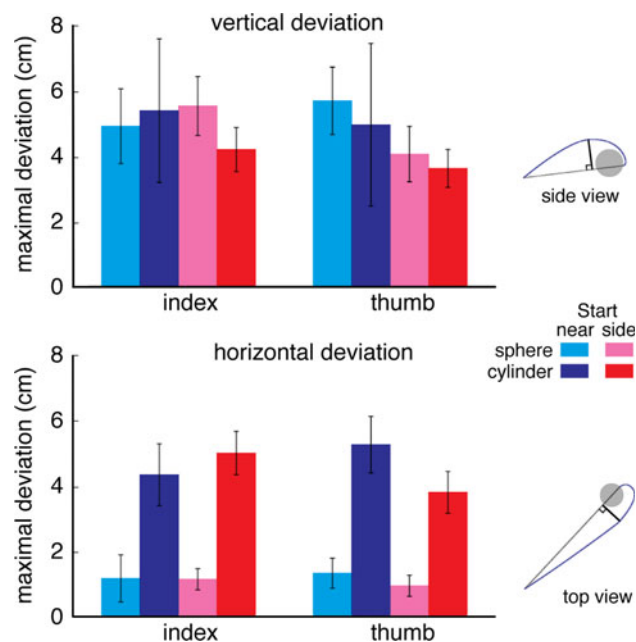 vertical deviation
maximal deviation (cm)
8
6
4
2
0
index
thumb
side view
Start
near side
sphere
cylinder
horizontal deviation
maximal deviation (cm)
8
6
4
2
0
index
thumb
top view